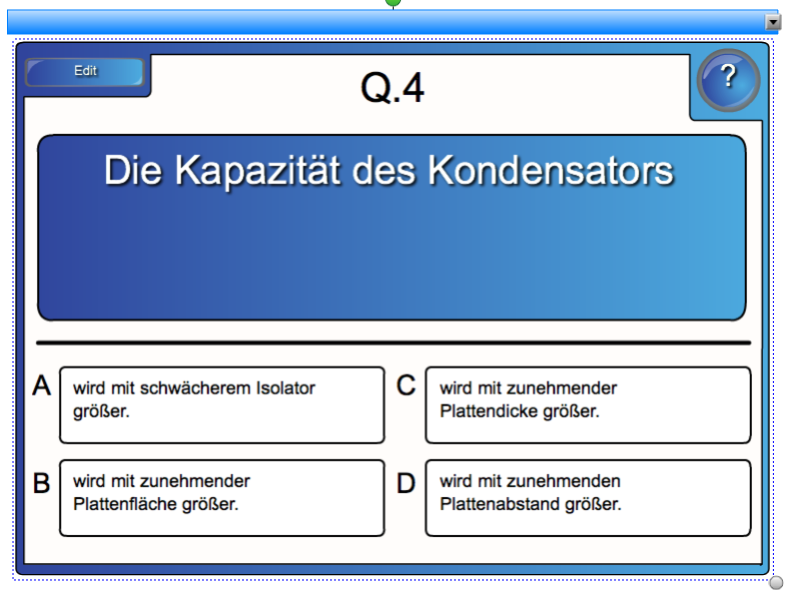 Edit
Q.4
?
Die Kapazität des Kondensators
A
wird mit schwächerem Isolator
größer.
B
wird mit zunehmender
Plattenfläche größer.
C
wird mit zunehmender
Plattendicke größer.
D
wird mit zunehmenden
Plattenabstand größer.